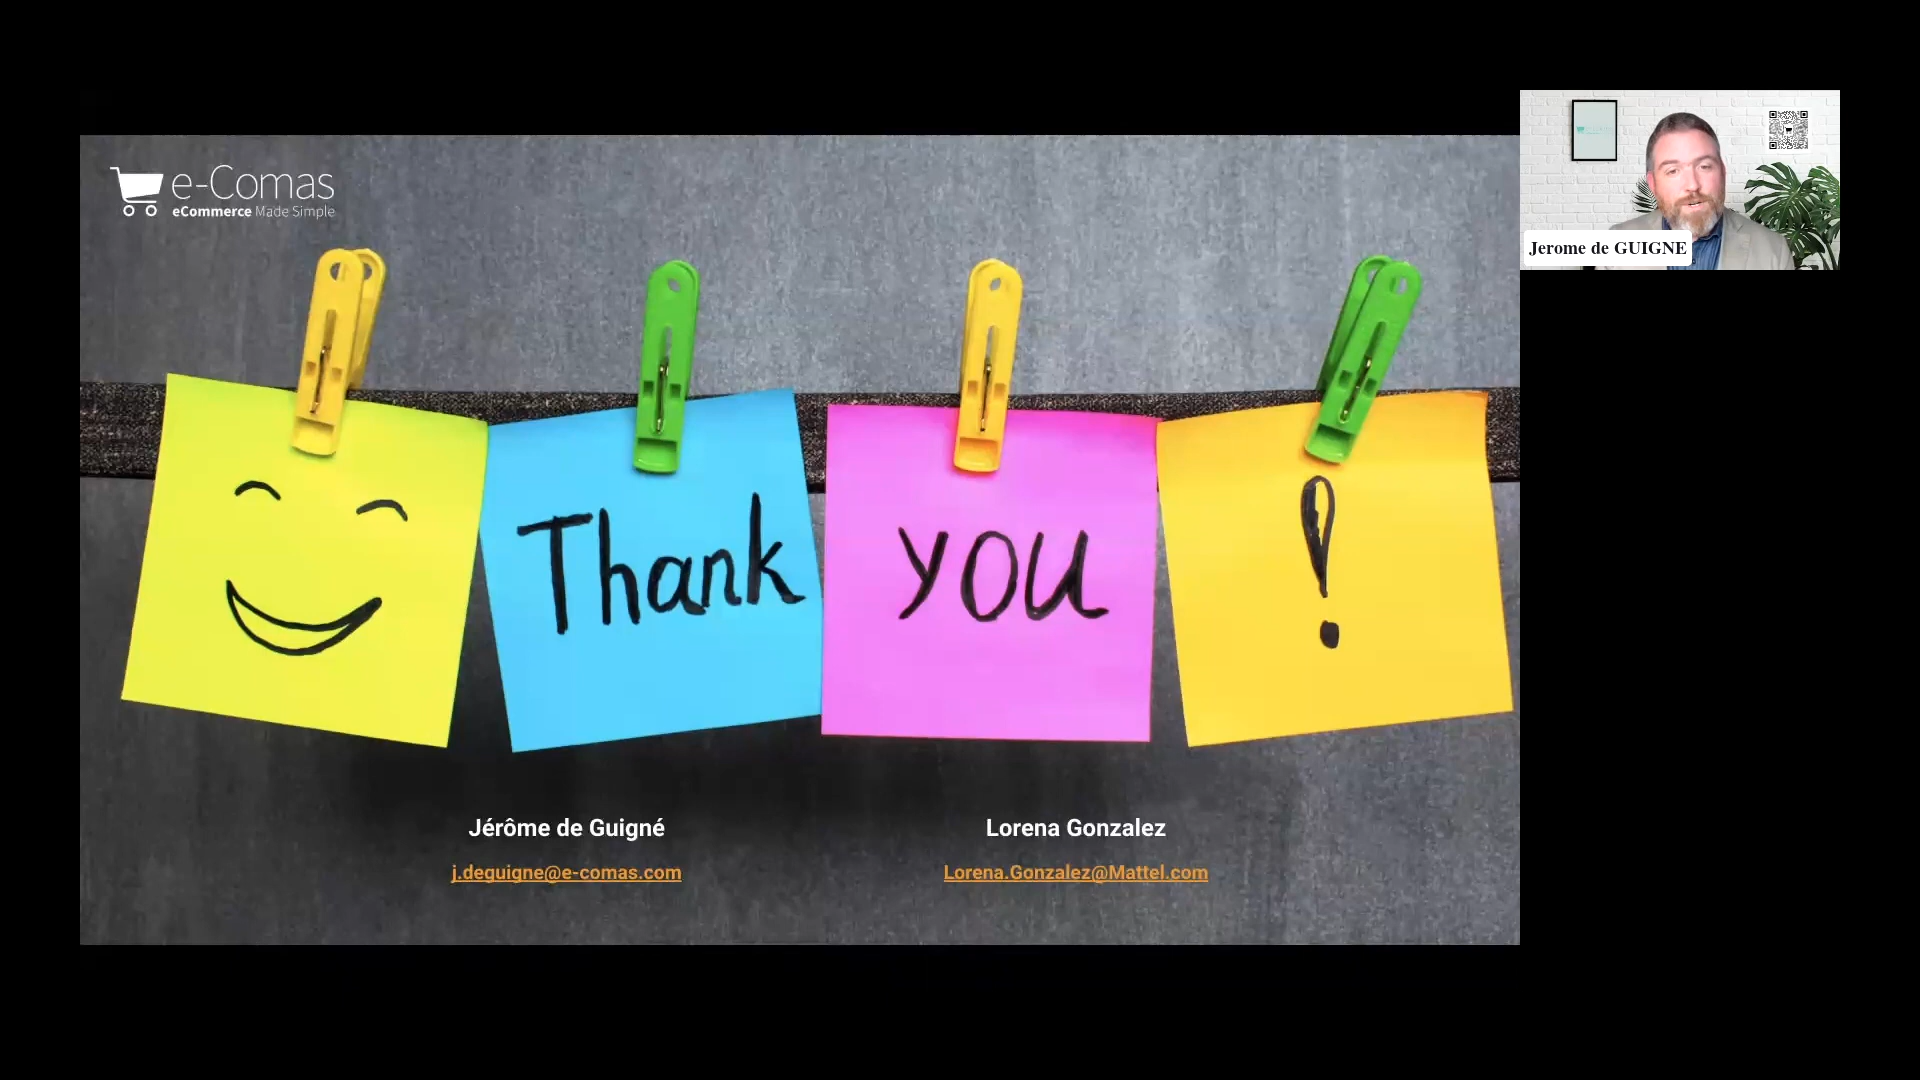 e-Comas
eCommerce Made Simple
Thank you !
Jérôme de Guigné
Lorena Gonzalez
j.deguigne@e-comas.com
Lorena.Gonzalez@Mattel.com
Jerome de GUIGNE